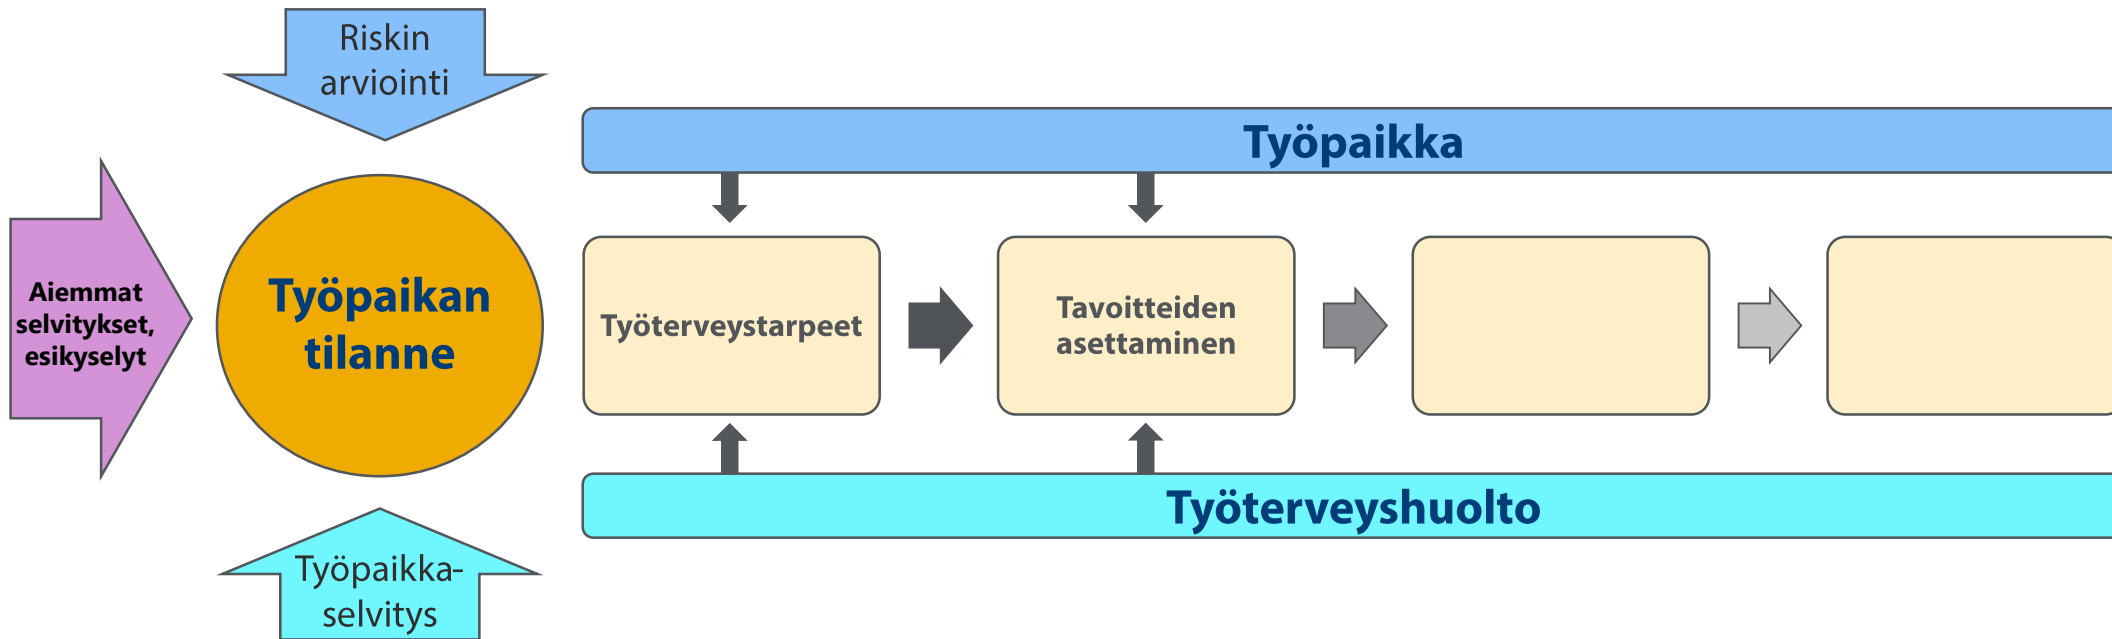 Riskin
arviointi
Työpaikka
Aiemmat
selvitykset,
esikyselyt
Työpaikan
tilanne
Työterveystarpeet
Tavoitteiden
asettaminen
Työterveyshuolto
Työpaikka-
selvitys